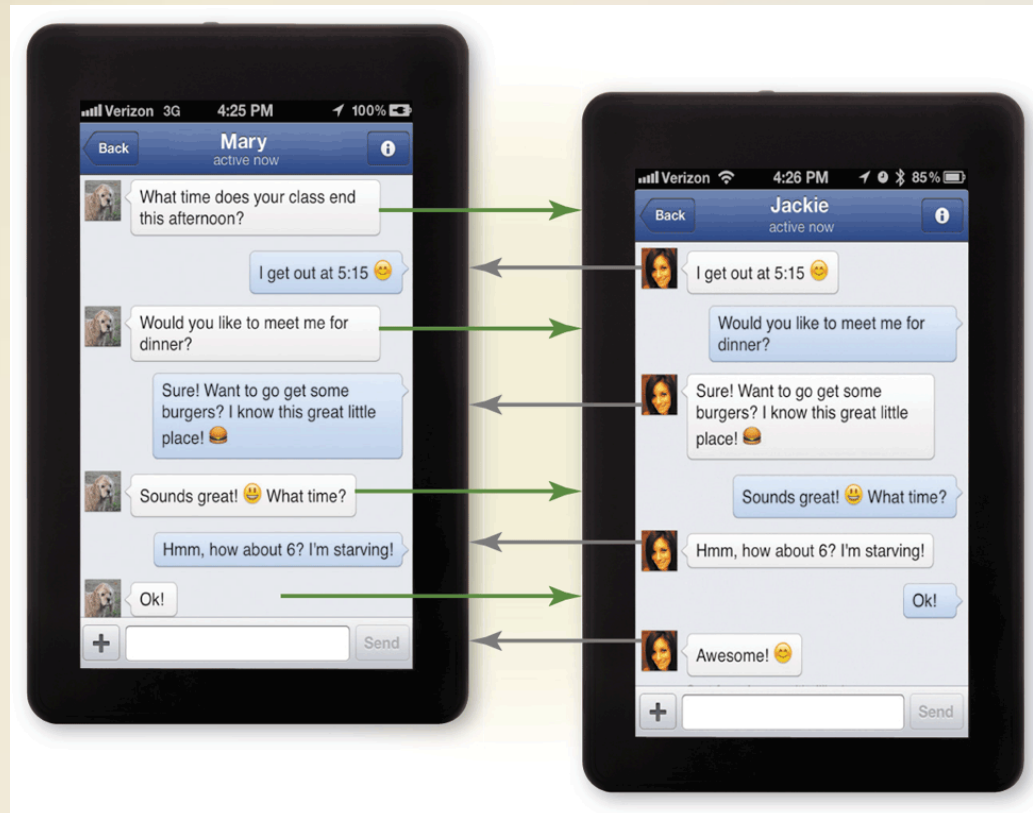 Verizon 3G 4:25 PM 100%
Back Mary
active now
What time does your class end
this afternoon?
I get out at 5:15 😊
Would you like to meet me for
dinner?
Sure! Want to go get some
burgers? I know this great little
place! 🍔
Sounds great! 😃 What time?
Hmm, how about 6? I'm starving!
Ok!
Send
Verizon 4:26 PM 85%
Back Jackie
active now
I get out at 5:15 😊
Would you like to meet me for
dinner?
Sure! Want to go get some
burgers? I know this great little
place! 🍔
Sounds great! 😃 What time?
Hmm, how about 6? I'm starving!
Ok!
Awesome! 😊
Send